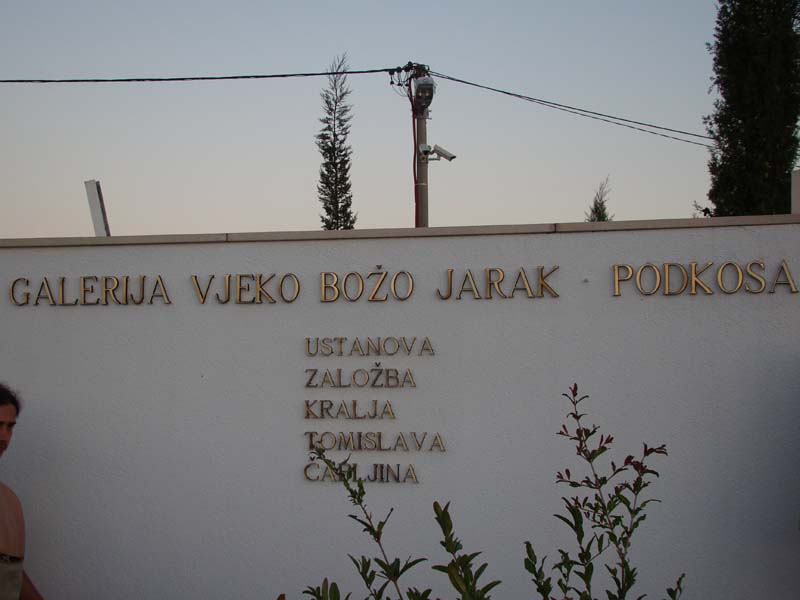 GALERIJA VJEKO BOŽO JARAK PODKOSA
USTANOVA
ZALOŽBA
KRALJA
TOMISLAVA
ČAPLJINA